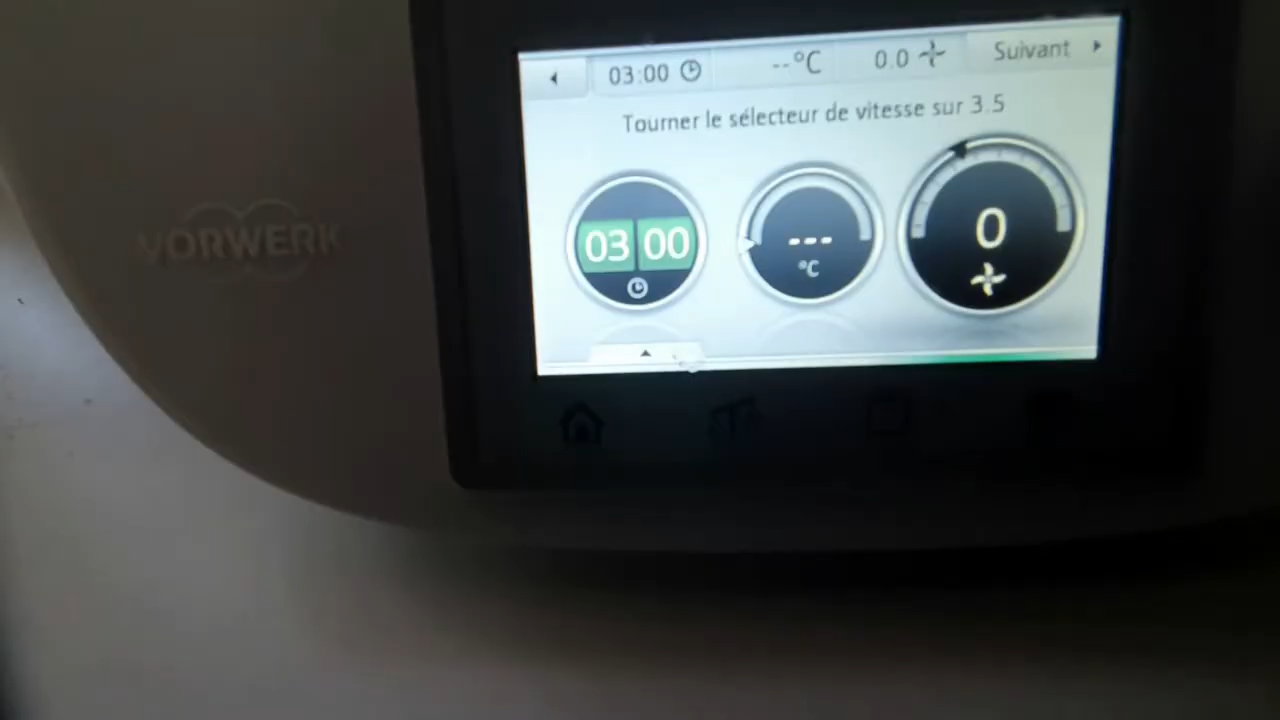 03:00 --°C 0.0 Suivant
Tourner le sélecteur de vitesse sur 3.5
03 00 --- 0
°C
VORWERK